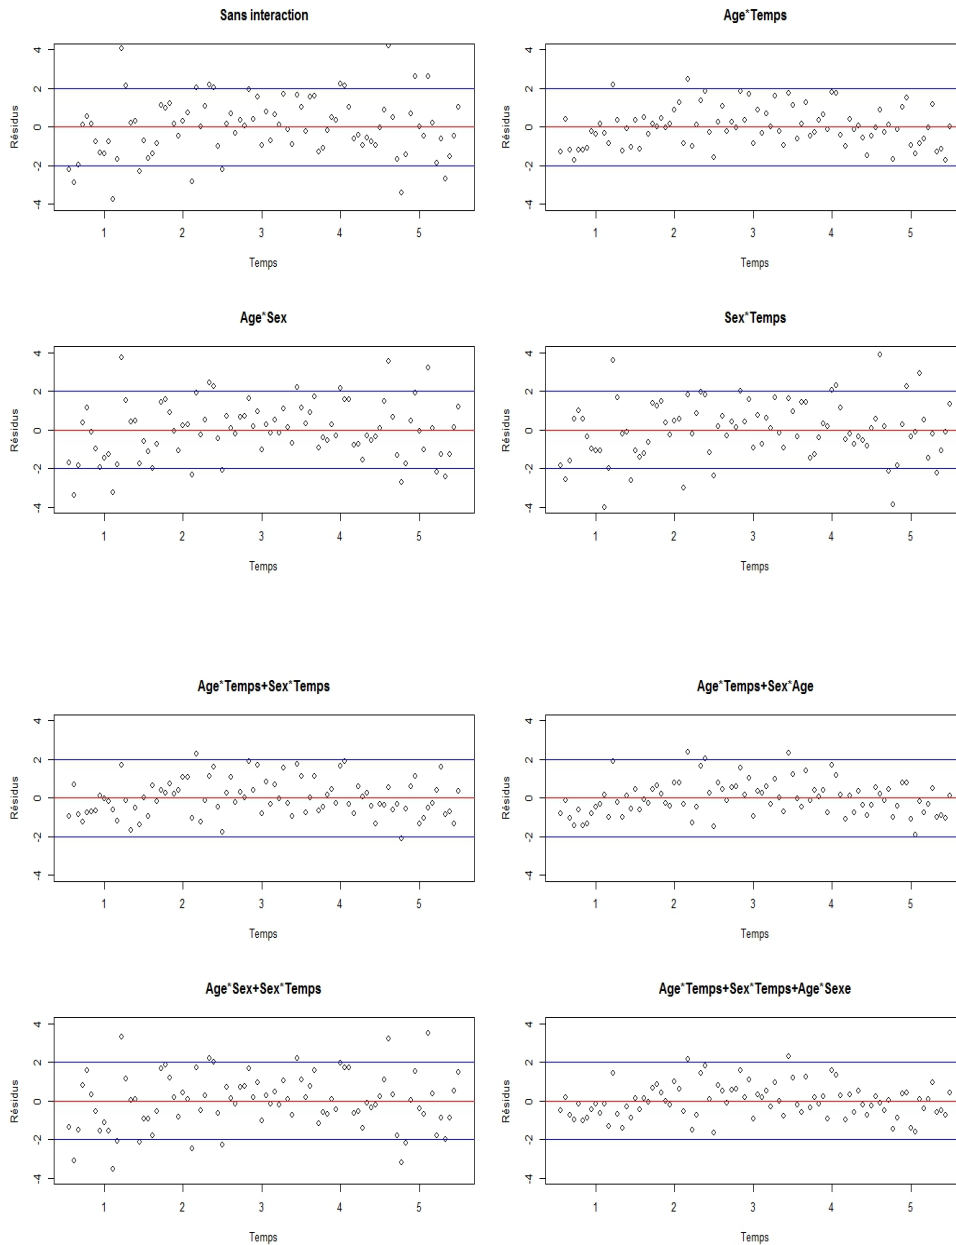 Sans interaction
4
2
0
-2
-4
Résidus
1 2 3 4 5
Temps
Age*Temps
4
2
0
-2
-4
Résidus
1 2 3 4 5
Temps
Age*Sex
4
2
0
-2
-4
Résidus
1 2 3 4 5
Temps
Sex*Temps
4
2
0
-2
-4
Résidus
1 2 3 4 5
Temps
Age*Temps+Sex*Temps
4
2
0
-2
-4
Résidus
1 2 3 4 5
Temps
Age*Temps+Sex*Age
4
2
0
-2
-4
Résidus
1 2 3 4 5
Temps
Age*Sex+Sex*Temps
4
2
0
-2
-4
Résidus
1 2 3 4 5
Temps
Age*Temps+Sex*Temps+Age*Sexe
4
2
0
-2
-4
Résidus
1 2 3 4 5
Temps